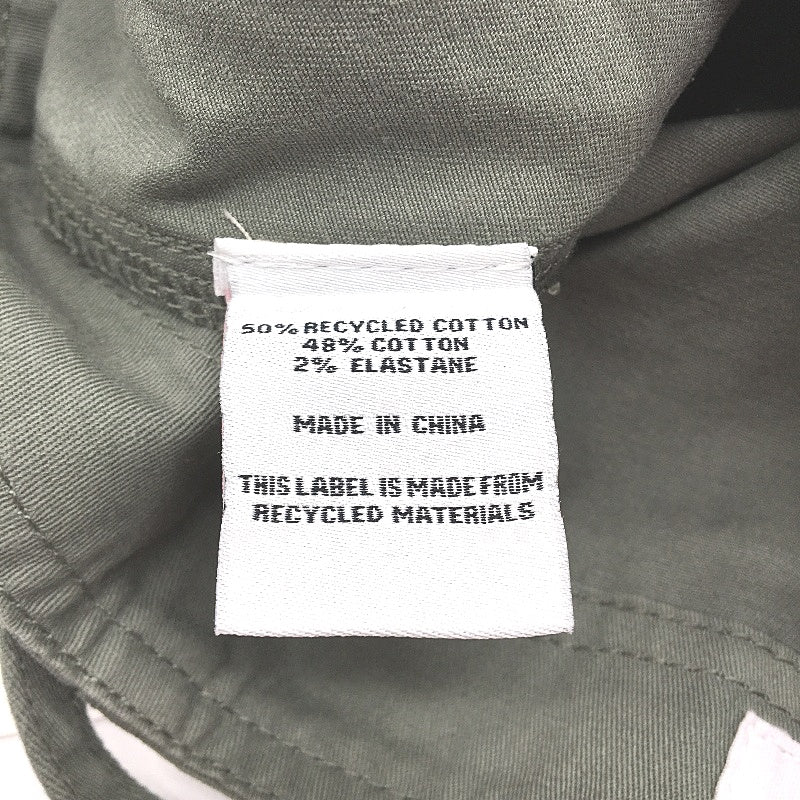 50% RECYCLED COTTON
48% COTTON
2% ELASTANE
MADE IN CHINA
THIS LABEL IS MADE FROM
RECYCLED MATERIALS